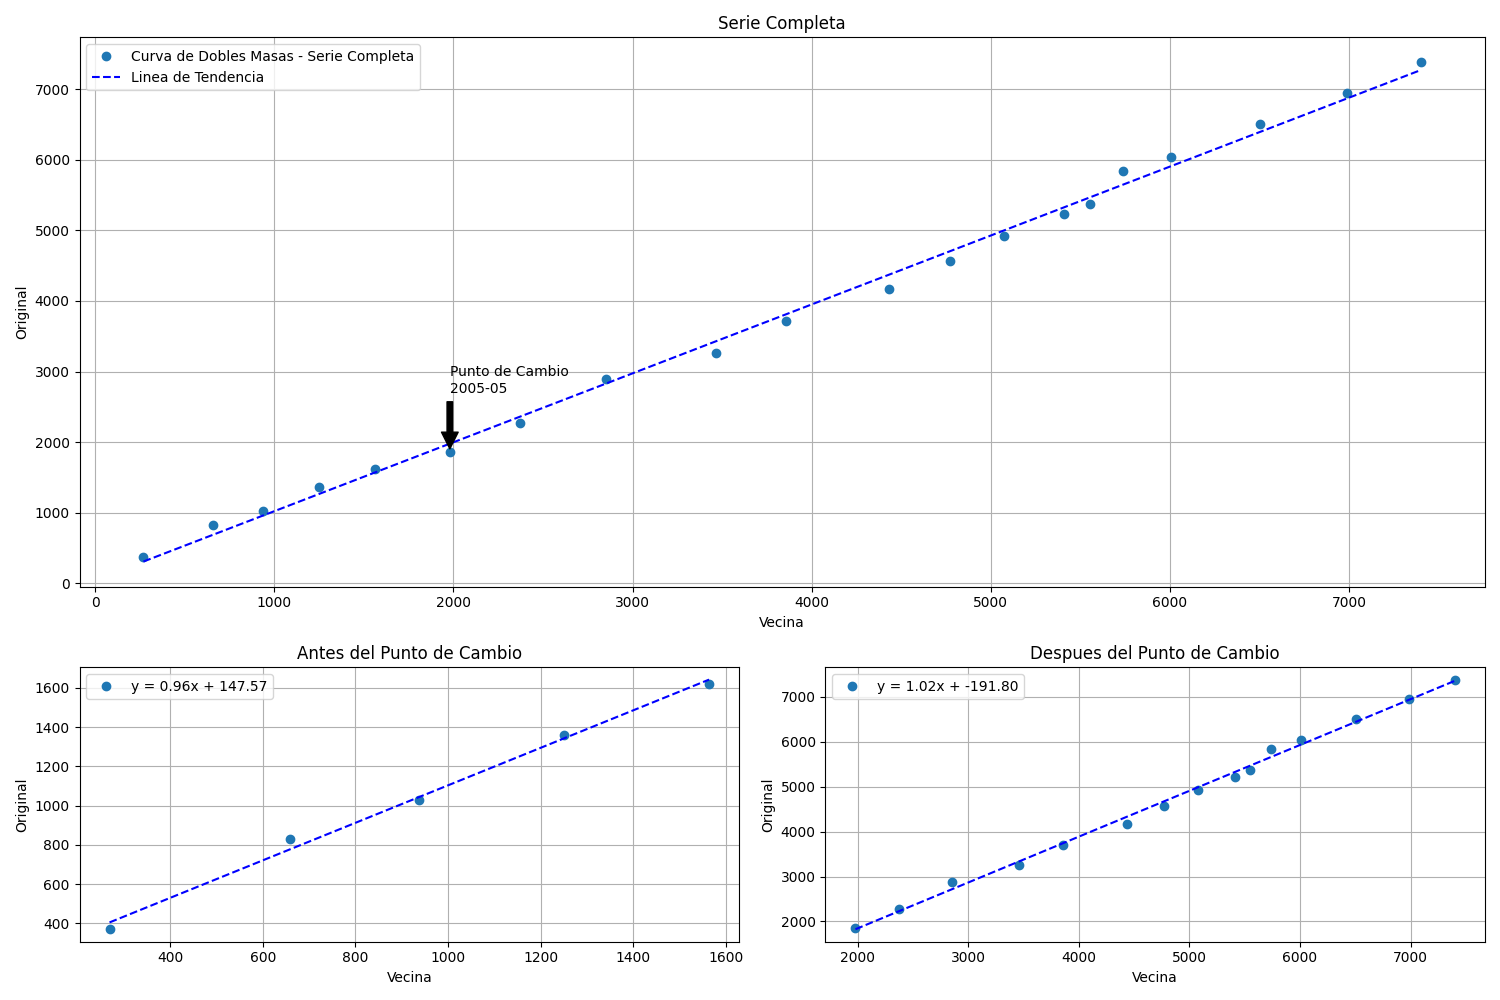 Serie Completa
Curva de Dobles Masas - Serie Completa
Linea de Tendencia
7000
6000
5000
4000
3000
2000
1000
0
Original
Punto de Cambio
2005-05
0 1000 2000 3000 4000 5000 6000 7000
Vecina
Antes del Punto de Cambio
y = 0.96x + 147.57
1600
1400
1200
1000
800
600
400
Original
400 600 800 1000 1200 1400 1600
Vecina
Despues del Punto de Cambio
y = 1.02x + -191.80
7000
6000
5000
4000
3000
2000
Original
2000 3000 4000 5000 6000 7000
Vecina